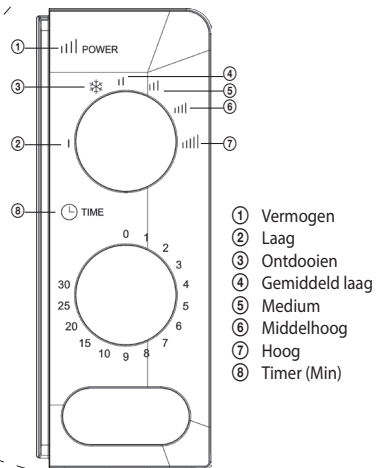 ① POWER
④
③
⑤
⑥
② ⑦
⑧ TIME
0
1
2
3
4
5
6
7
8
9
10
15
20
25
30
① Vermogen
② Laag
③ Ontdooien
④ Gemiddeld laag
⑤ Medium
⑥ Middelhoog
⑦ Hoog
⑧ Timer (Min)